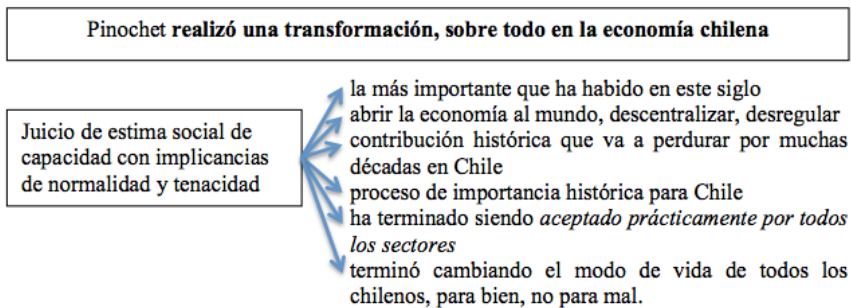 Pinochet realizó una transformación, sobre todo en la economía chilena
Juicio de estima social de
capacidad con implicancias
de normalidad y tenacidad
la más importante que ha habido en este siglo
abrir la economía al mundo, descentralizar, desregular
contribución histórica que va a perdurar por muchas
décadas en Chile
proceso de importancia histórica para Chile
ha terminado siendo aceptado prácticamente por todos
los sectores
terminó cambiando el modo de vida de todos los
chilenos, para bien, no para mal.